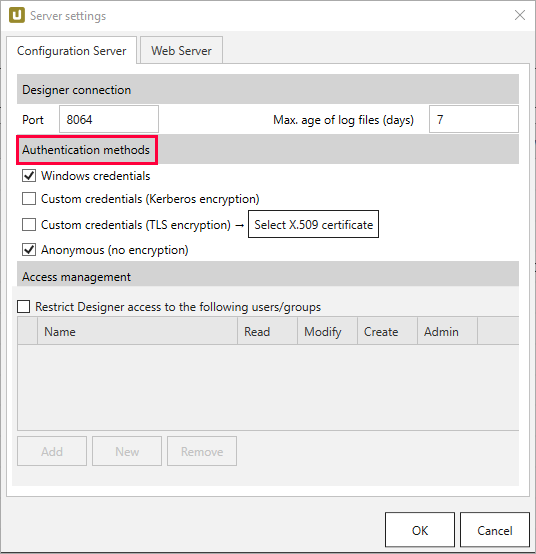 Server settings
Configuration Server Web Server
Designer connection
Port 8064 Max. age of log files (days) 7
Authentication methods
Windows credentials
Custom credentials (Kerberos encryption)
Custom credentials (TLS encryption) → Select X.509 certificate
Anonymous (no encryption)
Access management
Restrict Designer access to the following users/groups
Name Read Modify Create Admin
Add New Remove
OK Cancel